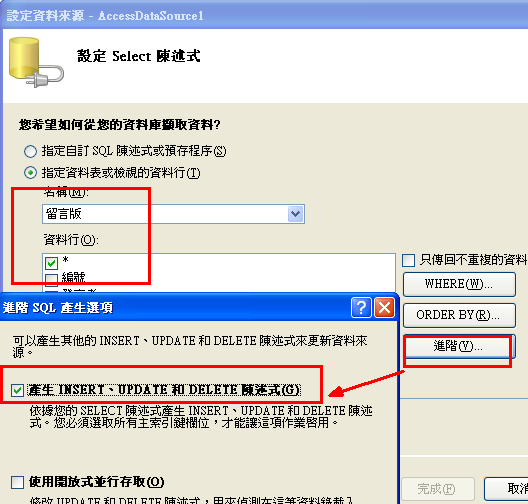 設定資料來源 - AccessDataSource1
設定 Select 陳述式
您希望如何從您的資料庫擷取資料?
指定自訂 SQL 陳述式或預存程序(S)
指定資料表或檢視的資料行(T)
名稱(M):
留言版
資料行(O):
*
編號
只傳回不重複的資料
WHERE(W)...
ORDER BY(R)...
進階(V)...
進階 SQL 產生選項
可以產生其他的 INSERT、UPDATE 和 DELETE 陳述式來更新資料來
源。
產生 INSERT、UPDATE 和 DELETE 陳述式(G)
依據您的 SELECT 陳述式產生 INSERT、UPDATE 和 DELETE 陳述
式。您必須選取所有主索引鍵欄位，才能讓這項作業啓用。
使用開放式並行存取(O)
修改 UPDATE 和 DELETE 陳述式，用來偵測在這筆資料錄載入
完成(F)
取消